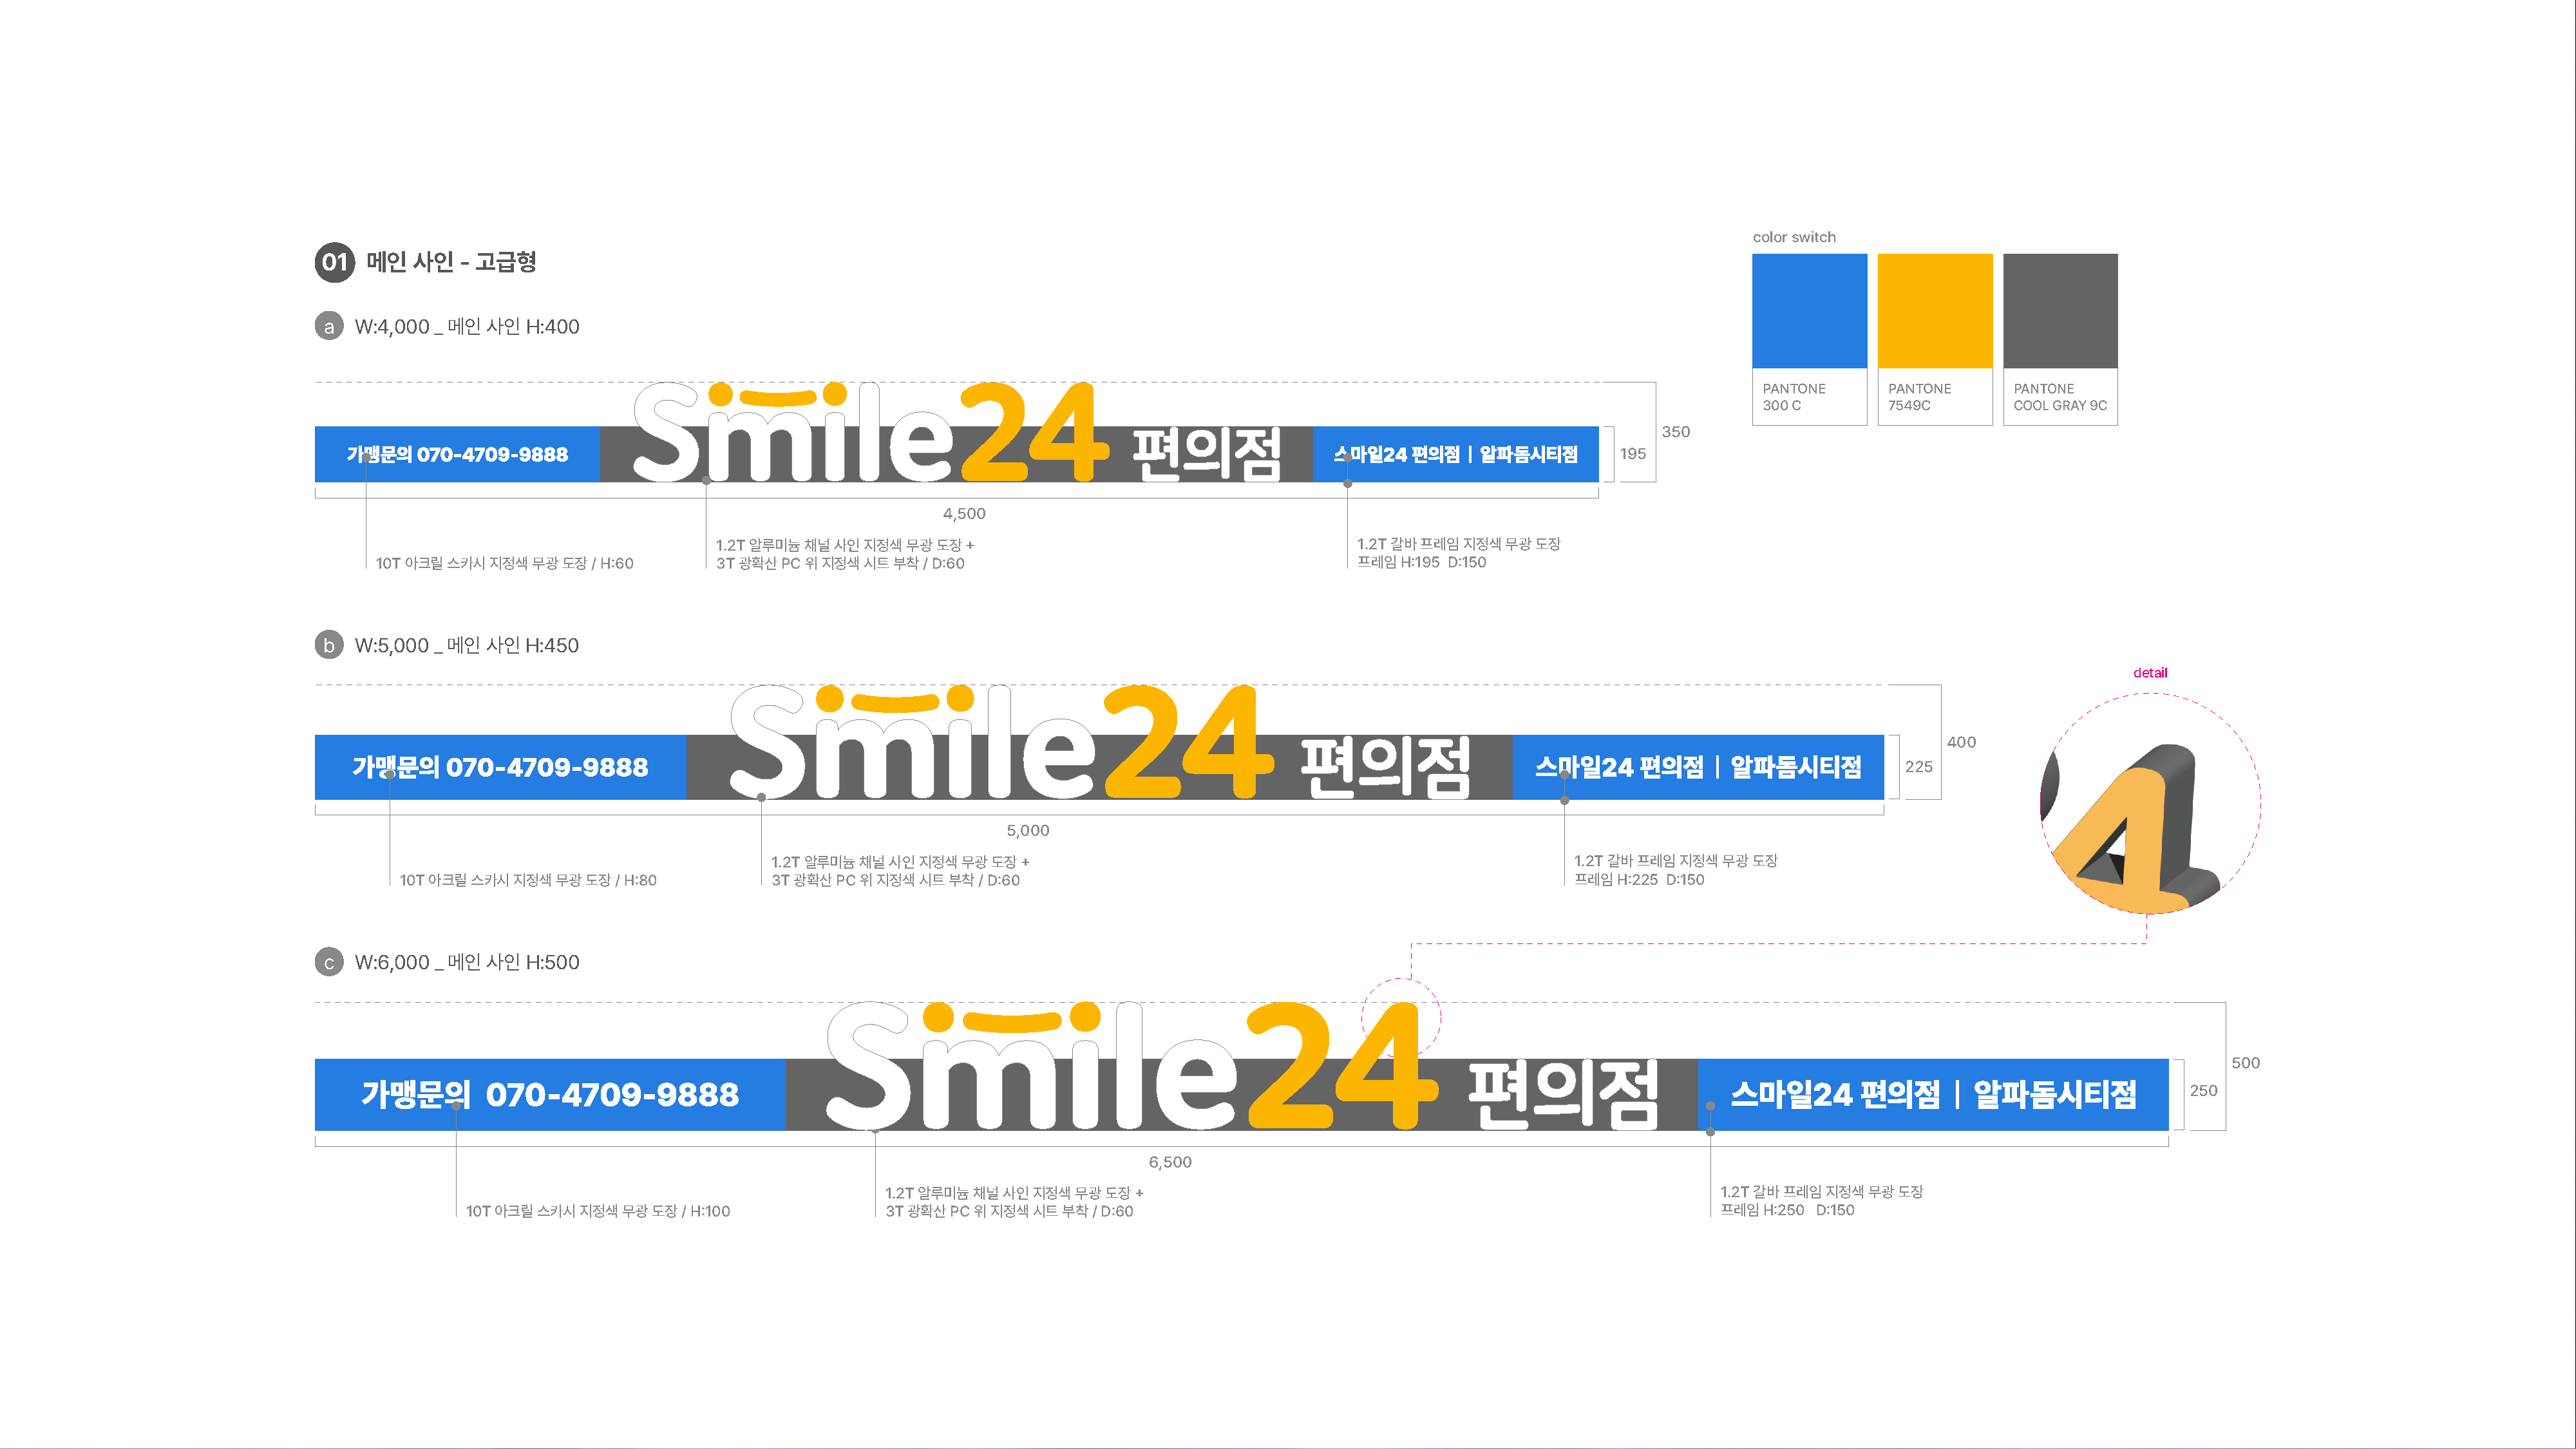 01 메인 사인 - 고급형
color switch
PANTONE
300 C
PANTONE
7549C
PANTONE
COOL GRAY 9C
a W:4,000 _ 메인 사인 H:400
가맹문의 070-4709-9888
Smile24 편의점
스마일24 편의점 | 알파돔시티점
350
195
4,500
10T 아크릴 스카시 지정색 무광 도장 / H:60
1.2T 알루미늄 채널 사인 지정색 무광 도장 +
3T 광확산 PC 위 지정색 시트 부착 / D:60
1.2T 갈바 프레임 지정색 무광 도장
프레임 H:195 D:150
b W:5,000 _ 메인 사인 H:450
가맹문의 070-4709-9888
Smile24 편의점
스마일24 편의점 | 알파돔시티점
400
225
5,000
10T 아크릴 스카시 지정색 무광 도장 / H:80
1.2T 알루미늄 채널 사인 지정색 무광 도장 +
3T 광확산 PC 위 지정색 시트 부착 / D:60
1.2T 갈바 프레임 지정색 무광 도장
프레임 H:225 D:150
detail
4
c W:6,000 _ 메인 사인 H:500
가맹문의 070-4709-9888
Smile24 편의점
스마일24 편의점 | 알파돔시티점
500
250
6,500
10T 아크릴 스카시 지정색 무광 도장 / H:100
1.2T 알루미늄 채널 사인 지정색 무광 도장 +
3T 광확산 PC 위 지정색 시트 부착 / D:60
1.2T 갈바 프레임 지정색 무광 도장
프레임 H:250 D:150